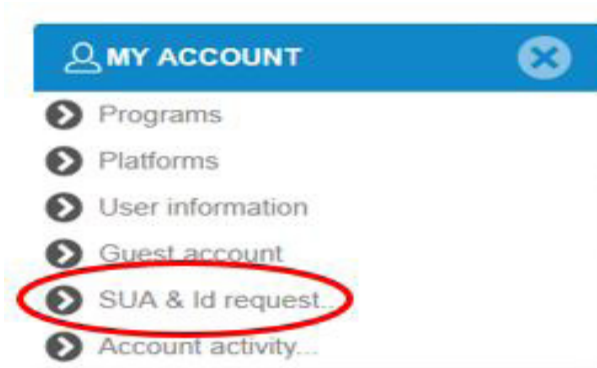 MY ACCOUNT
Programs
Platforms
User information
Guest account
SUA & Id request..
Account activity...